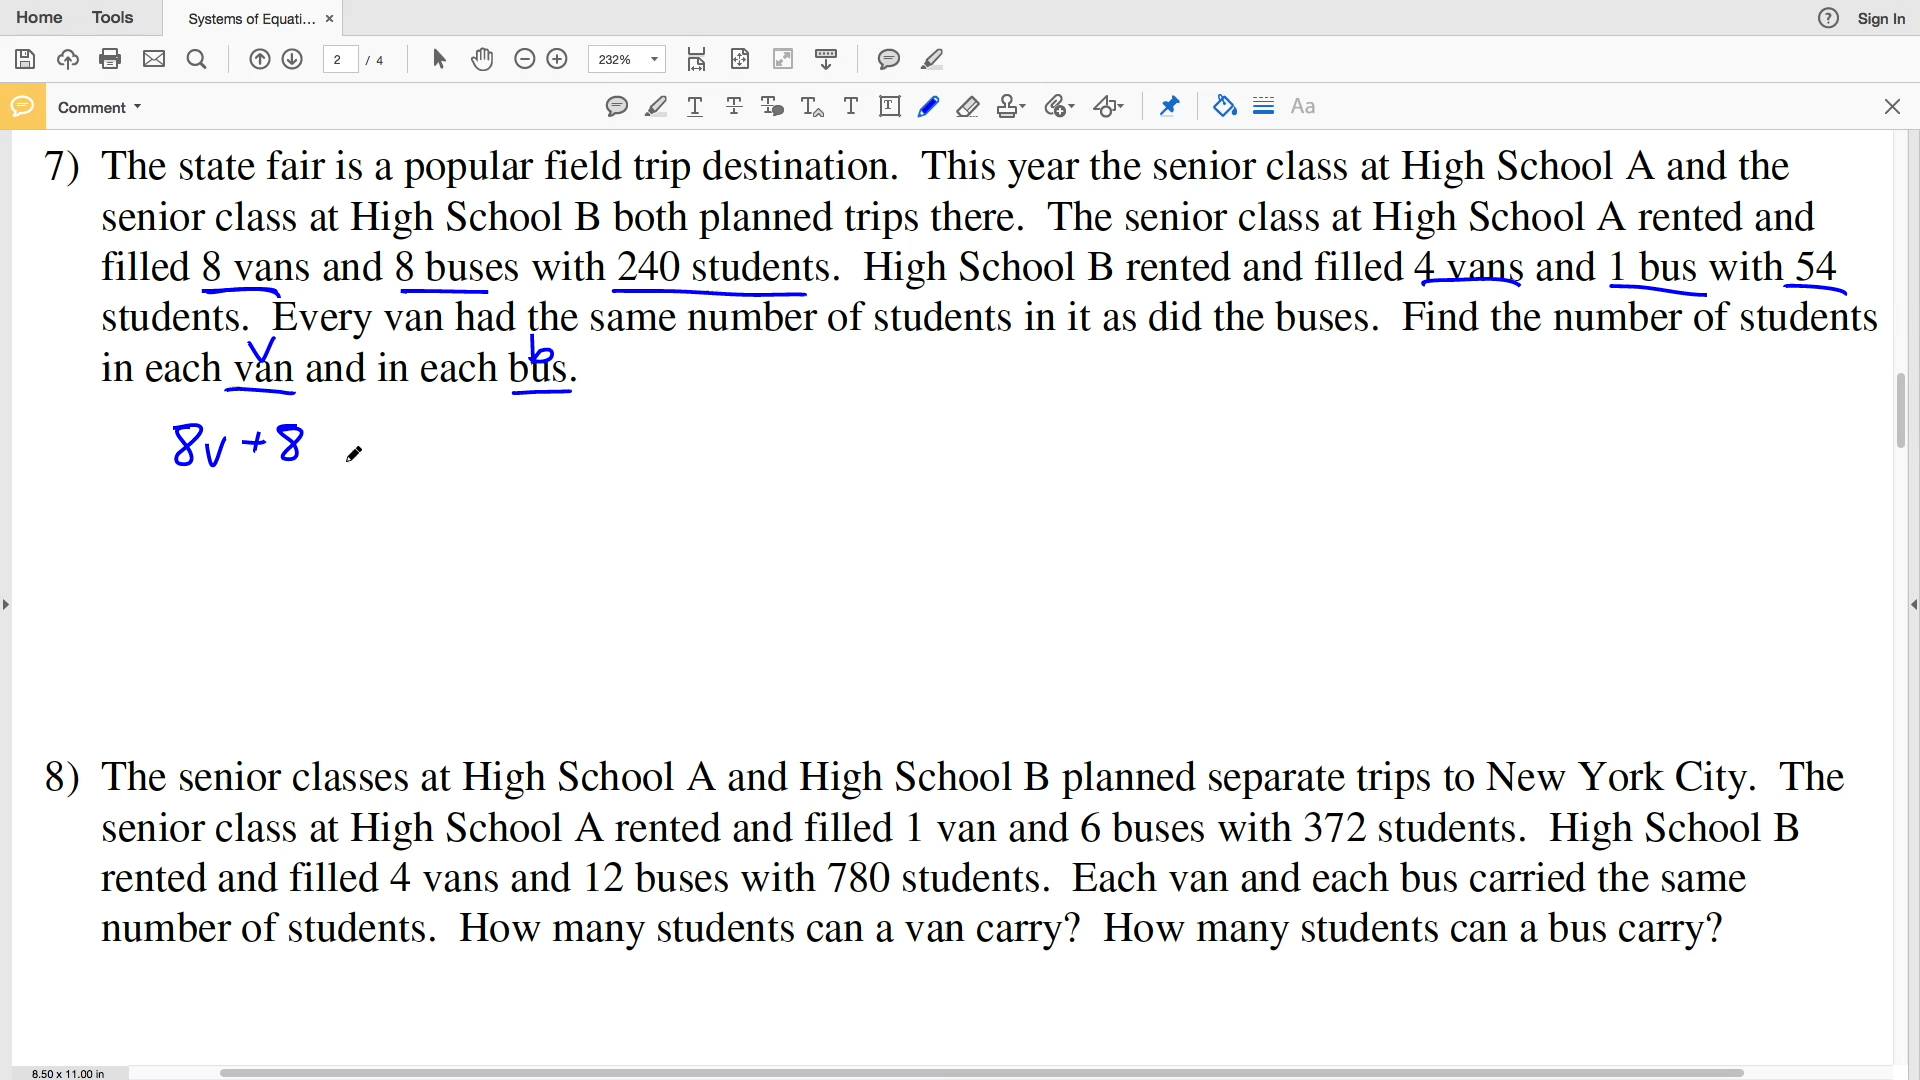 Home Tools Systems of Equati... × Sign In
2 / 4 232%
Comment Aa
7) The state fair is a popular field trip destination. This year the senior class at High School A and the
senior class at High School B both planned trips there. The senior class at High School A rented and
filled 8 vans and 8 buses with 240 students. High School B rented and filled 4 vans and 1 bus with 54
students. Every van had the same number of students in it as did the buses. Find the number of students
v b
in each van and in each bus.
8v + 8
8) The senior classes at High School A and High School B planned separate trips to New York City. The
senior class at High School A rented and filled 1 van and 6 buses with 372 students. High School B
rented and filled 4 vans and 12 buses with 780 students. Each van and each bus carried the same
number of students. How many students can a van carry? How many students can a bus carry?
8.50 x 11.00 in